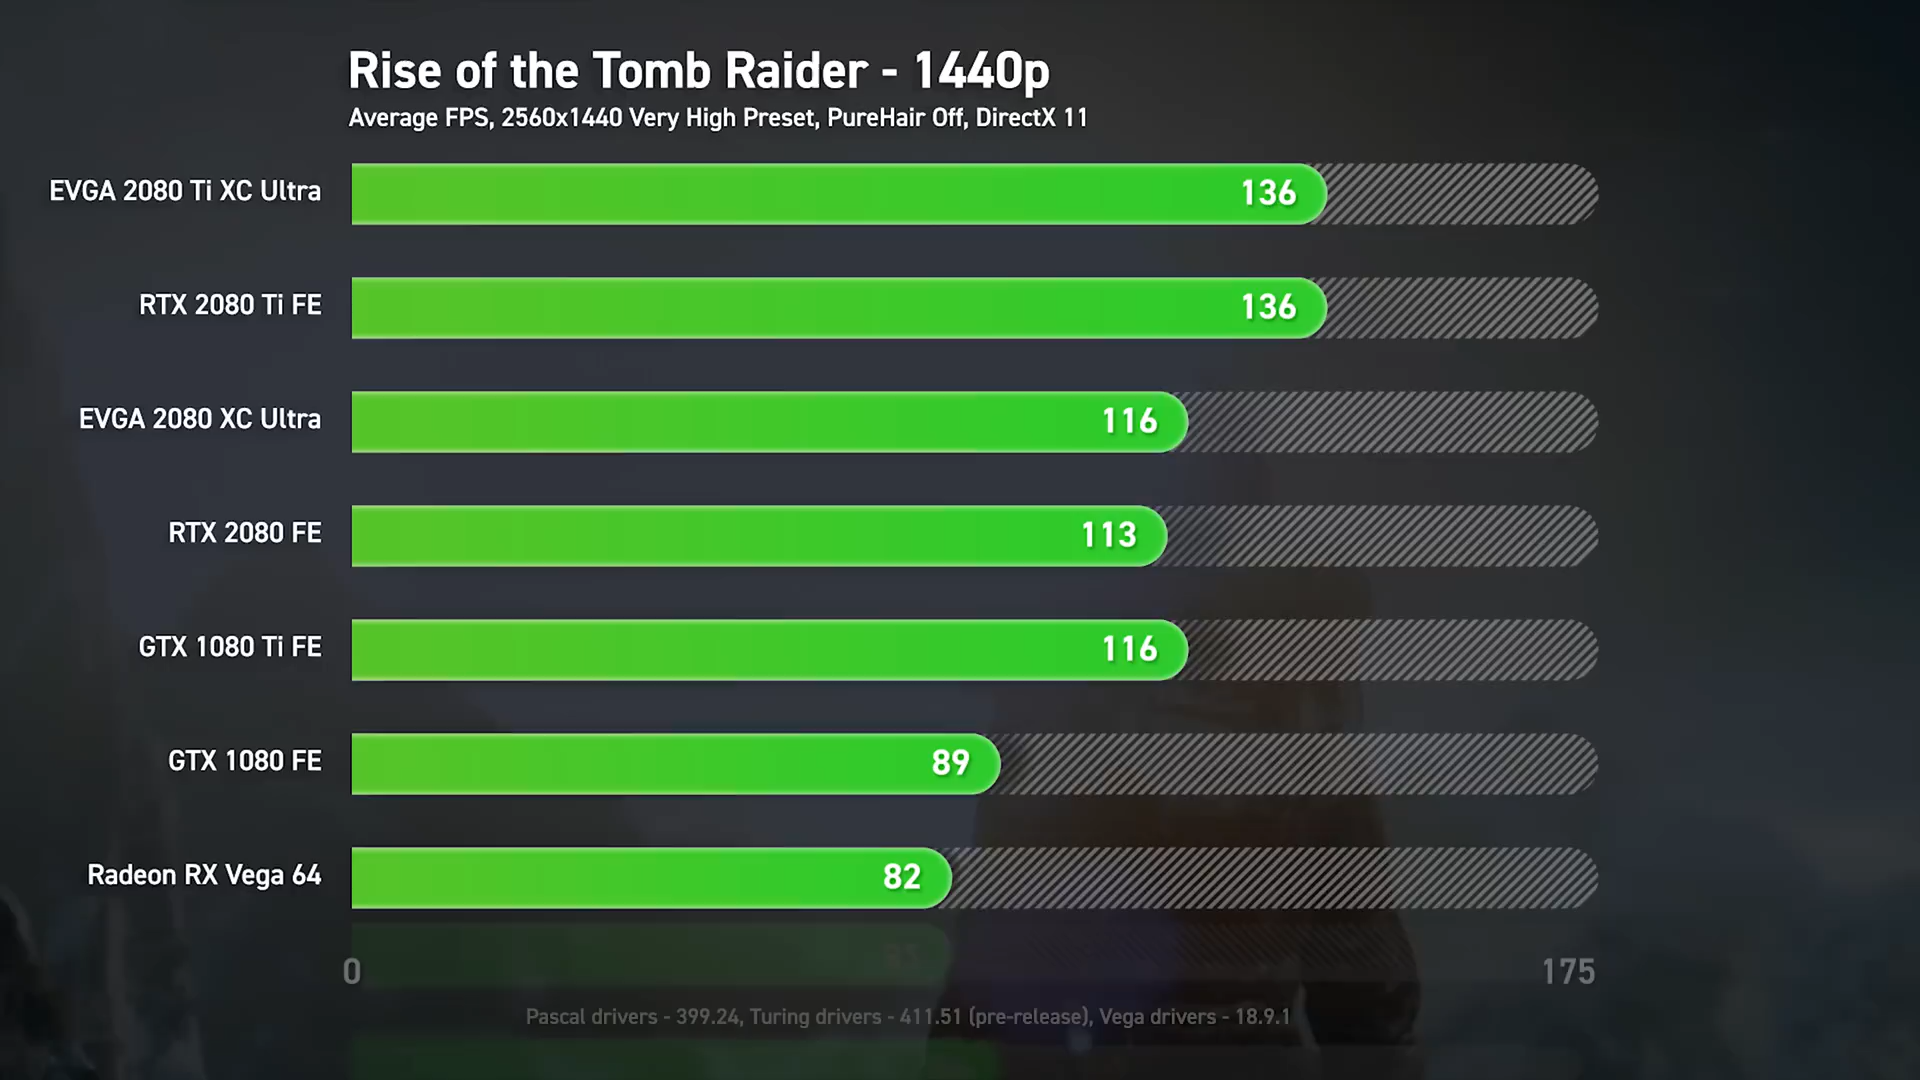 Rise of the Tomb Raider - 1440p
Average FPS, 2560x1440 Very High Preset, PureHair Off, DirectX 11
EVGA 2080 Ti XC Ultra 136
RTX 2080 Ti FE 136
EVGA 2080 XC Ultra 116
RTX 2080 FE 113
GTX 1080 Ti FE 116
GTX 1080 FE 89
Radeon RX Vega 64 82
0 175
Pascal drivers - 399.24, Turing drivers - 411.51 (pre-release), Vega drivers - 18.9.1